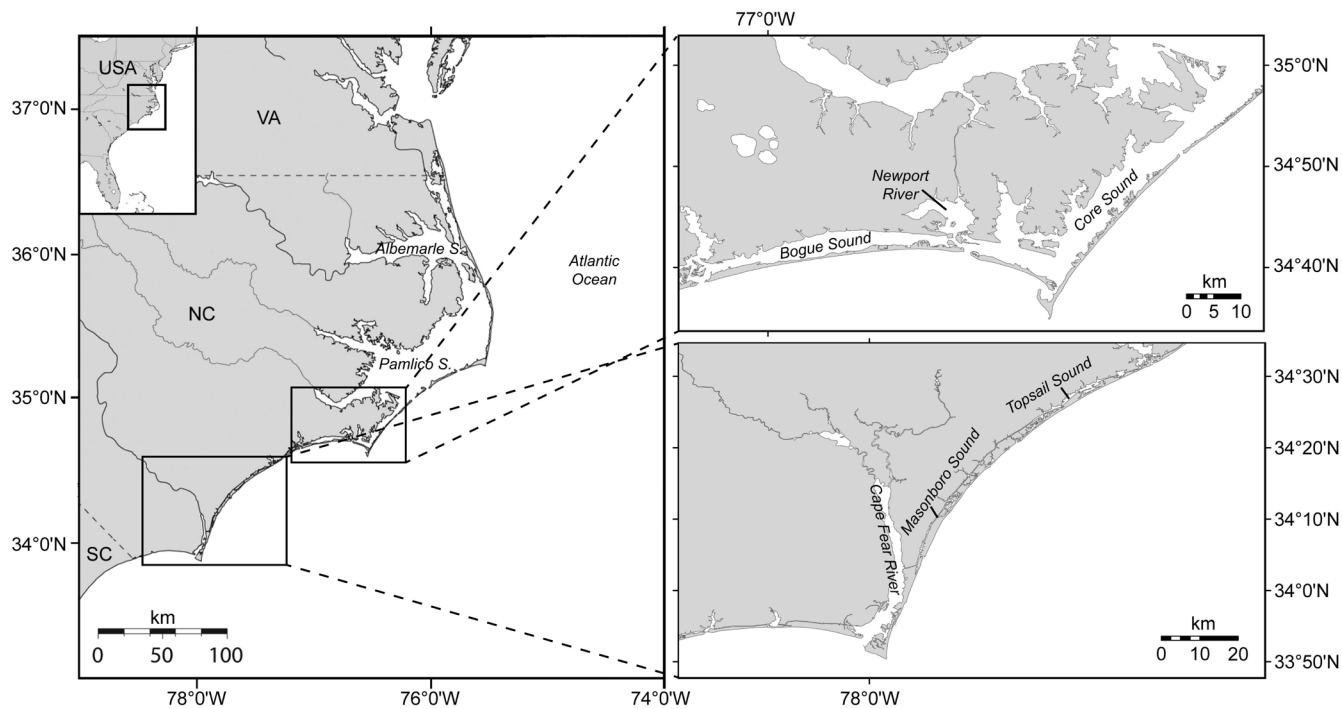 77°0'W
USA
VA
37°0'N
36°0'N
35°0'N
34°0'N
Albemarle S.
Atlantic
Ocean
NC
Pamlico S.
SC
km
0 50 100
78°0'W
76°0'W
74°0'W
Newport
River
Core Sound
Bogue Sound
km
0 5 10
35°0'N
34°50'N
34°40'N
Topsail Sound
Masonboro Sound
Cape Fear River
km
0 10 20
34°30'N
34°20'N
34°10'N
34°0'N
33°50'N
78°0'W